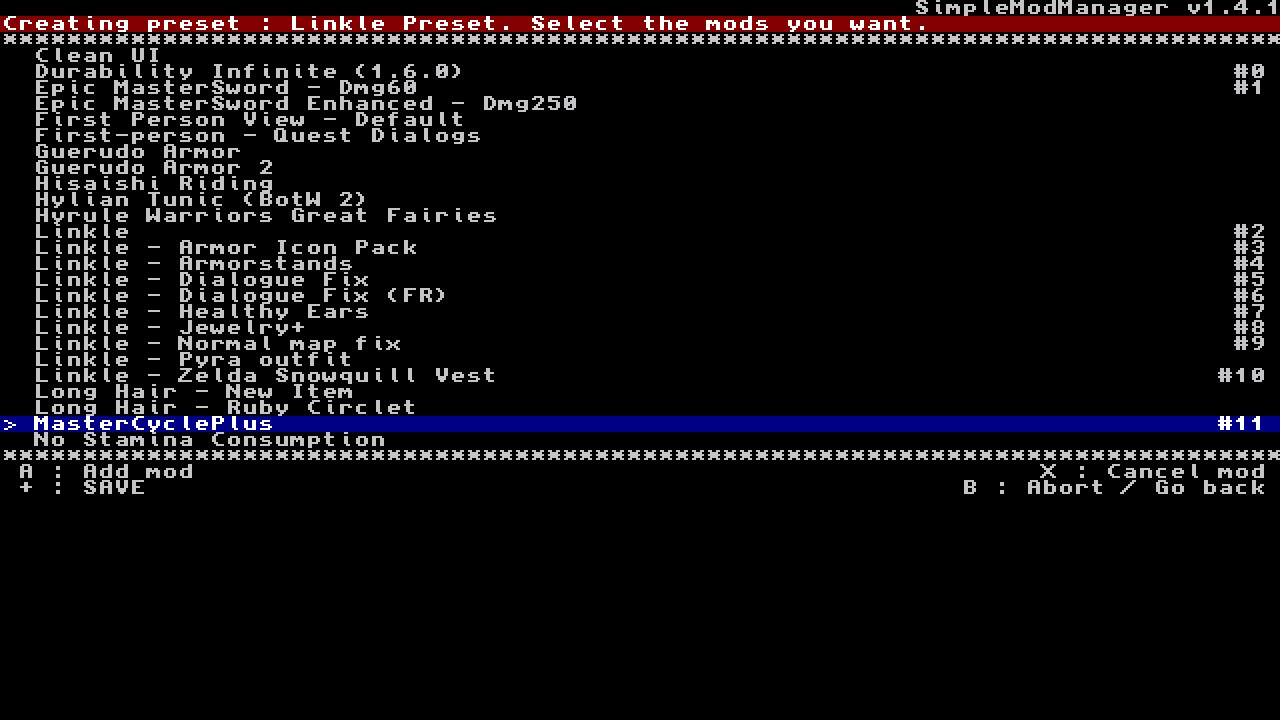 SimpleModManager v1.4.1
Creating preset : Linkle Preset. Select the mods you want.
********************************************************************************
Clean UI
Durability Infinite (1.6.0) #0
Epic MasterSword - Dmg60 #1
Epic MasterSword Enhanced - Dmg250
First Person View - Default
First-person - Quest Dialogs
Guerudo Armor
Guerudo Armor 2
Hisaishi Riding
Hylian Tunic (BotW 2)
Hyrule Warriors Great Fairies
Linkle #2
Linkle - Armor Icon Pack #3
Linkle - Armorstands #4
Linkle - Dialogue Fix #5
Linkle - Dialogue Fix (FR) #6
Linkle - Healthy Ears #7
Linkle - Jewelry+ #8
Linkle - Normal map fix #9
Linkle - Pyra outfit
Linkle - Zelda Snowquill Vest #10
Long Hair - New Item
Long Hair - Ruby Circlet
> MasterCyclePlus #11
No Stamina Consumption
********************************************************************************
A : Add mod X : Cancel mod
+ : SAVE B : Abort / Go back